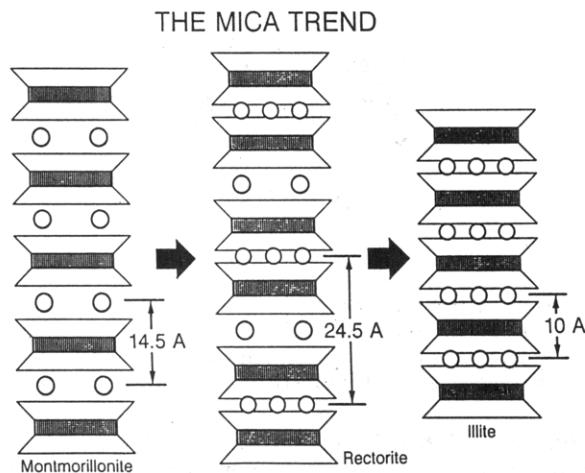 THE MICA TREND
14.5 A
24.5 A
10 A
Montmorillonite
Rectorite
Illite